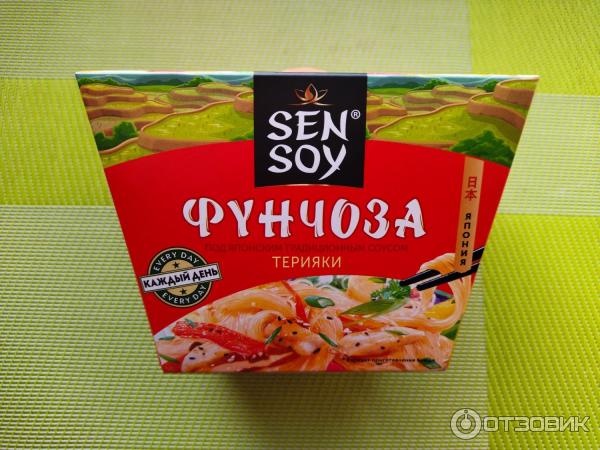 SEN®
SOY
ФУНЧОЗА
ПОД ЯПОНСКИМ ТРАДИЦИОННЫМ СОУСОМ
ТЕРИЯКИ
日本
ЯПОНИЯ
EVERY DAY
КАЖДЫЙ ДЕНЬ
EVERY DAY
ОТЗОВИК